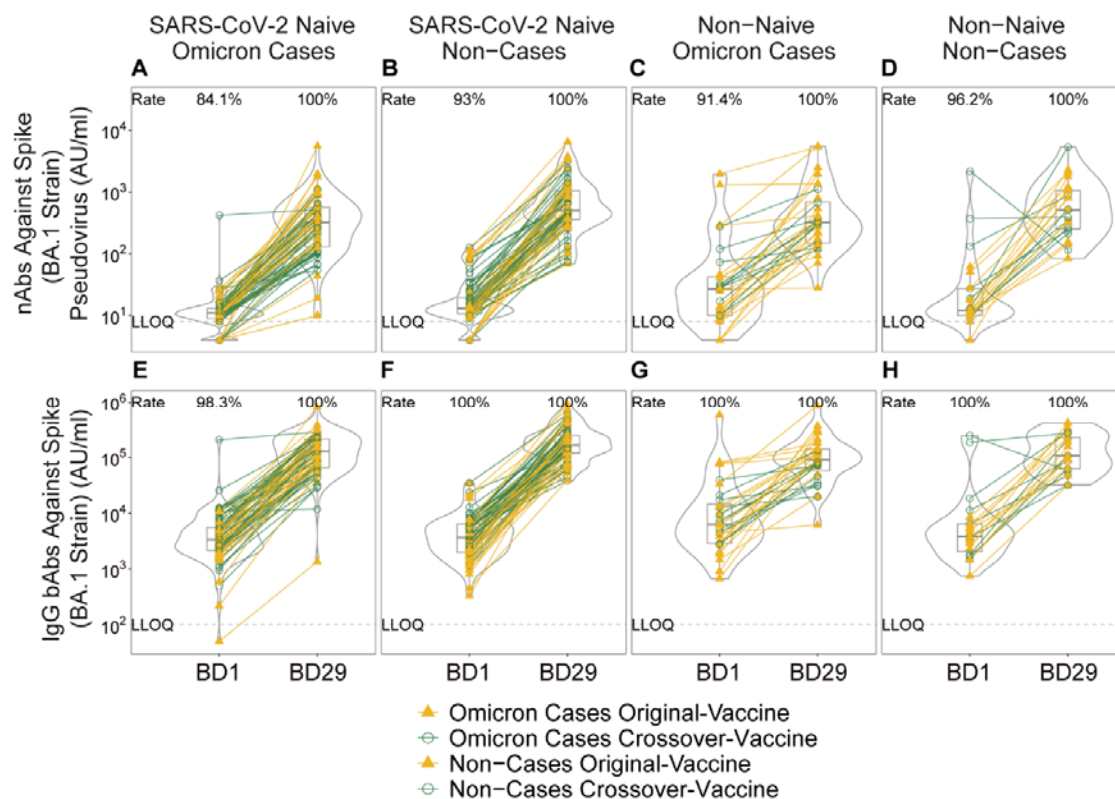 SARS-CoV-2 Naive
Omicron Cases
SARS-CoV-2 Naive
Non-Cases
Non-Naive
Omicron Cases
Non-Naive
Non-Cases
A
B
C
D
nAbs Against Spike
(BA.1 Strain)
Pseudovirus (AU/ml)
Rate 84.1% 100%
Rate 93% 100%
Rate 91.4% 100%
Rate 96.2% 100%
10⁴
10³
10²
10¹
LLOQ
LLOQ
LLOQ
LLOQ
E
F
G
H
IgG bAbs Against Spike
(BA.1 Strain) (AU/ml)
Rate 98.3% 100%
Rate 100% 100%
Rate 100% 100%
Rate 100% 100%
10⁶
10⁵
10⁴
10³
10²
LLOQ
LLOQ
LLOQ
LLOQ
BD1 BD29
BD1 BD29
BD1 BD29
BD1 BD29
Omicron Cases Original-Vaccine
Omicron Cases Crossover-Vaccine
Non-Cases Original-Vaccine
Non-Cases Crossover-Vaccine